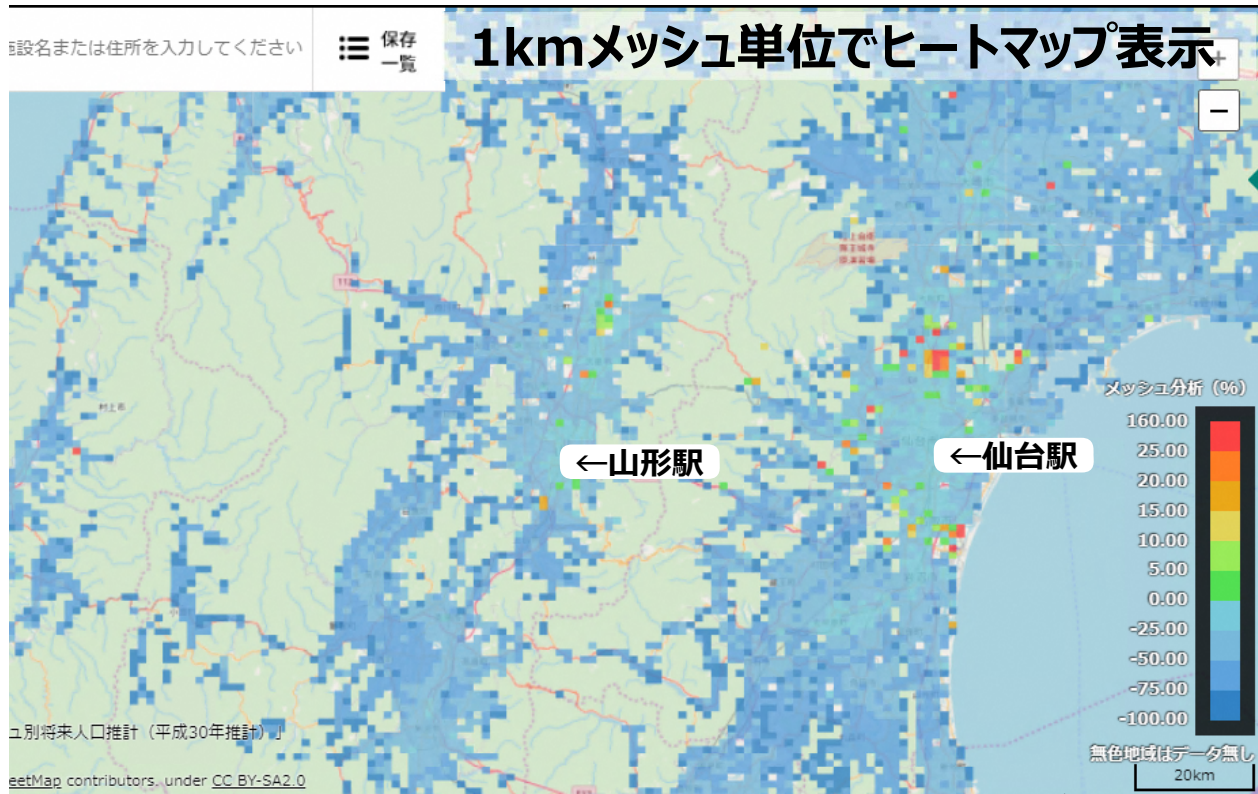 施設名または住所を入力してください
保存
一覧
1kmメッシュ単位でヒートマップ表示
+
−
112
村上市
メッシュ分析（%）
160.00
25.00
20.00
15.00
10.00
5.00
0.00
-25.00
-50.00
-75.00
-100.00
←山形駅
←仙台駅
ュ別将来人口推計（平成30年推計）」
無色地域はデータ無し
eetMap contributors, under CC BY-SA2.0
20km